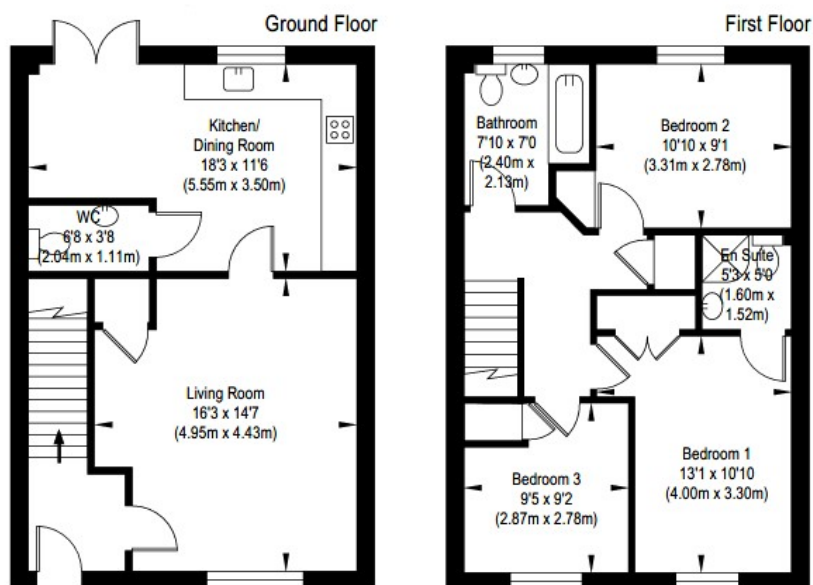 Ground Floor
Kitchen/
Dining Room
18'3 x 11'6
(5.55m x 3.50m)
WC
6'8 x 3'8
(2.04m x 1.11m)
Living Room
16'3 x 14'7
(4.95m x 4.43m)
First Floor
Bathroom
7'10 x 7'0
(2.40m x
2.13m)
Bedroom 2
10'10 x 9'1
(3.31m x 2.78m)
En Suite
5'3 x 5'0
(1.60m x
1.52m)
Bedroom 1
13'1 x 10'10
(4.00m x 3.30m)
Bedroom 3
9'5 x 9'2
(2.87m x 2.78m)